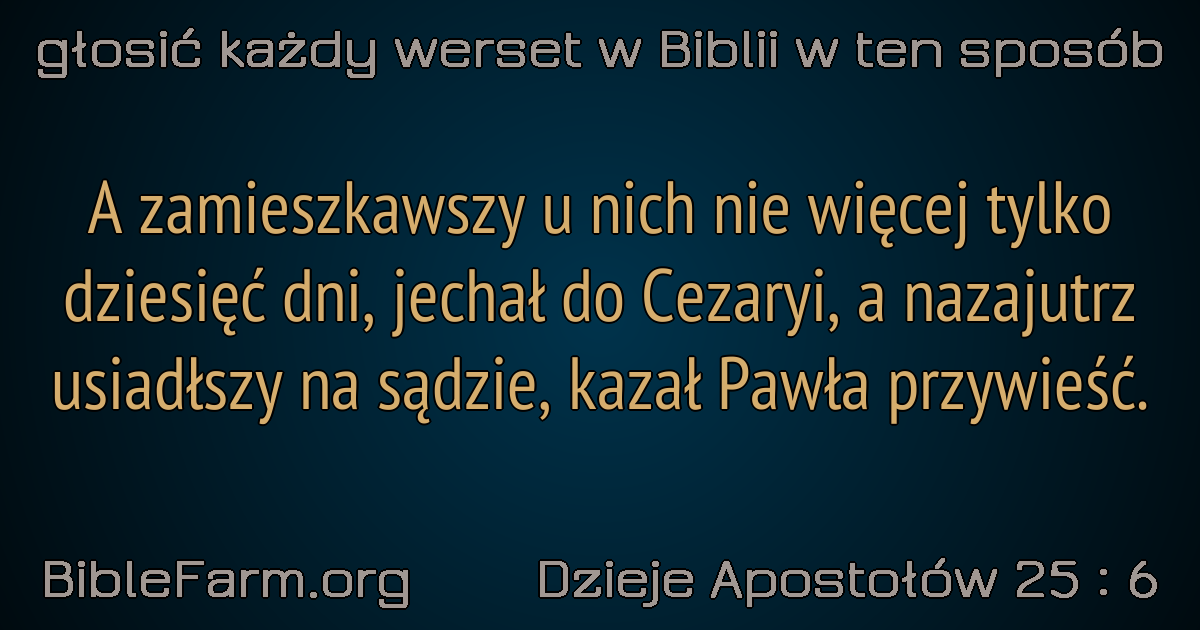 głosić każdy werset w Biblii w ten sposób
A zamieszkawszy u nich nie więcej tylko
dziesięć dni, jechał do Cezaryi, a nazajutrz
usiadłszy na sądzie, kazał Pawła przywieść.
BibleFarm.org Dzieje Apostołów 25 : 6